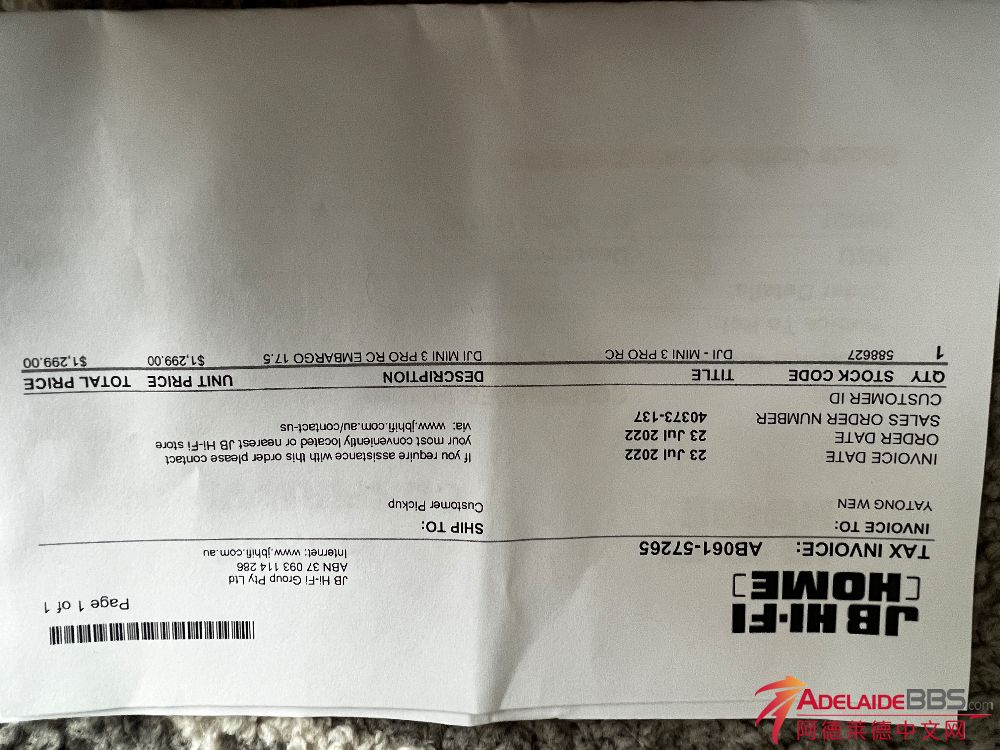 JB HI-FI
[HOME]
Page 1 of 1
JB Hi-Fi Group Pty Ltd
ABN 37 093 114 286
Internet: www.jbhifi.com.au
TAX INVOICE: AB061-57265
INVOICE TO:
YATONG WEN
SHIP TO:
Customer Pickup
INVOICE DATE 23 Jul 2022
ORDER DATE 23 Jul 2022
SALES ORDER NUMBER 40373-137
CUSTOMER ID
If you require assistance with this order please contact
your most conveniently located or nearest JB Hi-Fi store
via: www.jbhifi.com.au/contact-us
QTY STOCK CODE TITLE DESCRIPTION UNIT PRICE TOTAL PRICE
1 588627 DJI - MINI 3 PRO RC DJI MINI 3 PRO RC EMBARGO 17.5 $1,299.00 $1,299.00
ADELAIDEBBS.com
阿德莱德中文网